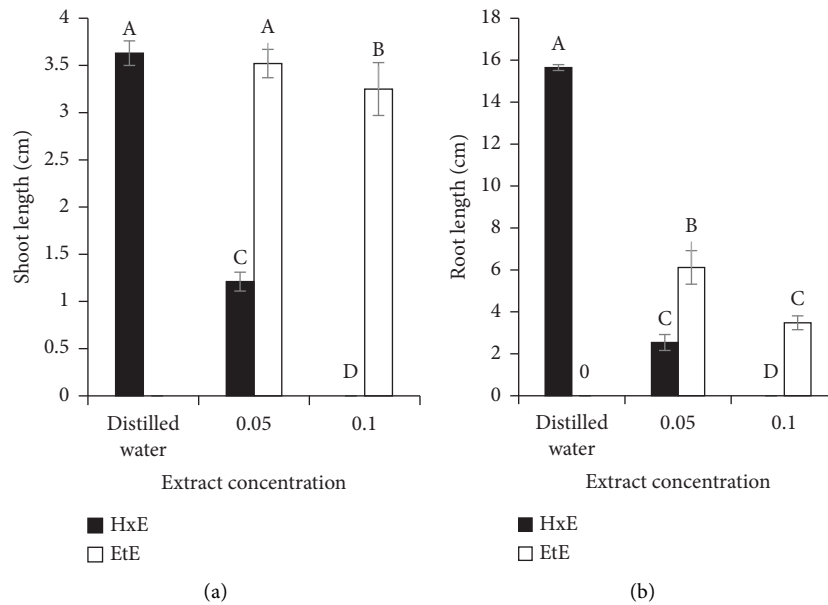 4
3.5
3
2.5
2
1.5
1
0.5
0
Shoot length (cm)
A
A
B
C
D
Distilled
water
0.05
0.1
Extract concentration
HxE
EtE
(a)
18
16
14
12
10
8
6
4
2
0
Root length (cm)
A
0
B
C
C
D
Distilled
water
0.05
0.1
Extract concentration
HxE
EtE
(b)